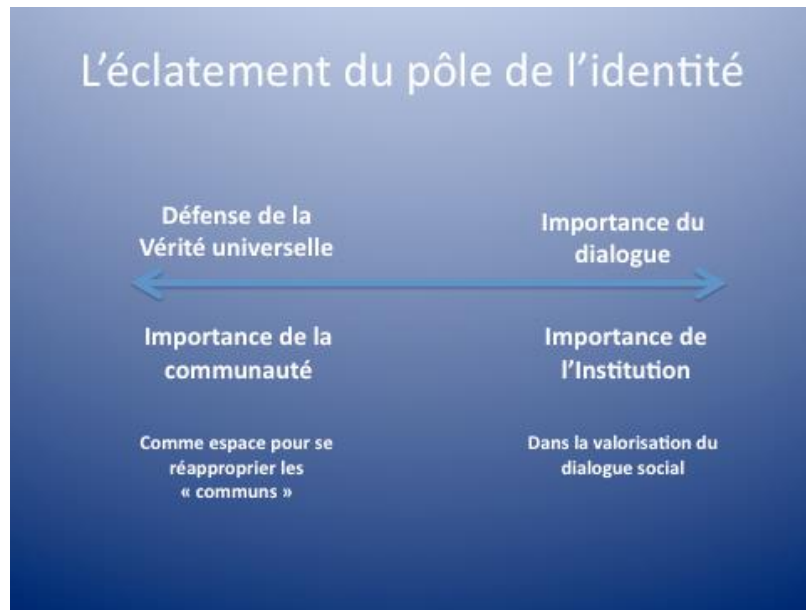 L'éclatement du pôle de l'identité
Défense de la
Vérité universelle
Importance du
dialogue
Importance de la
communauté
Importance de
l'Institution
Comme espace pour se
réapproprier les
« communs »
Dans la valorisation du
dialogue social